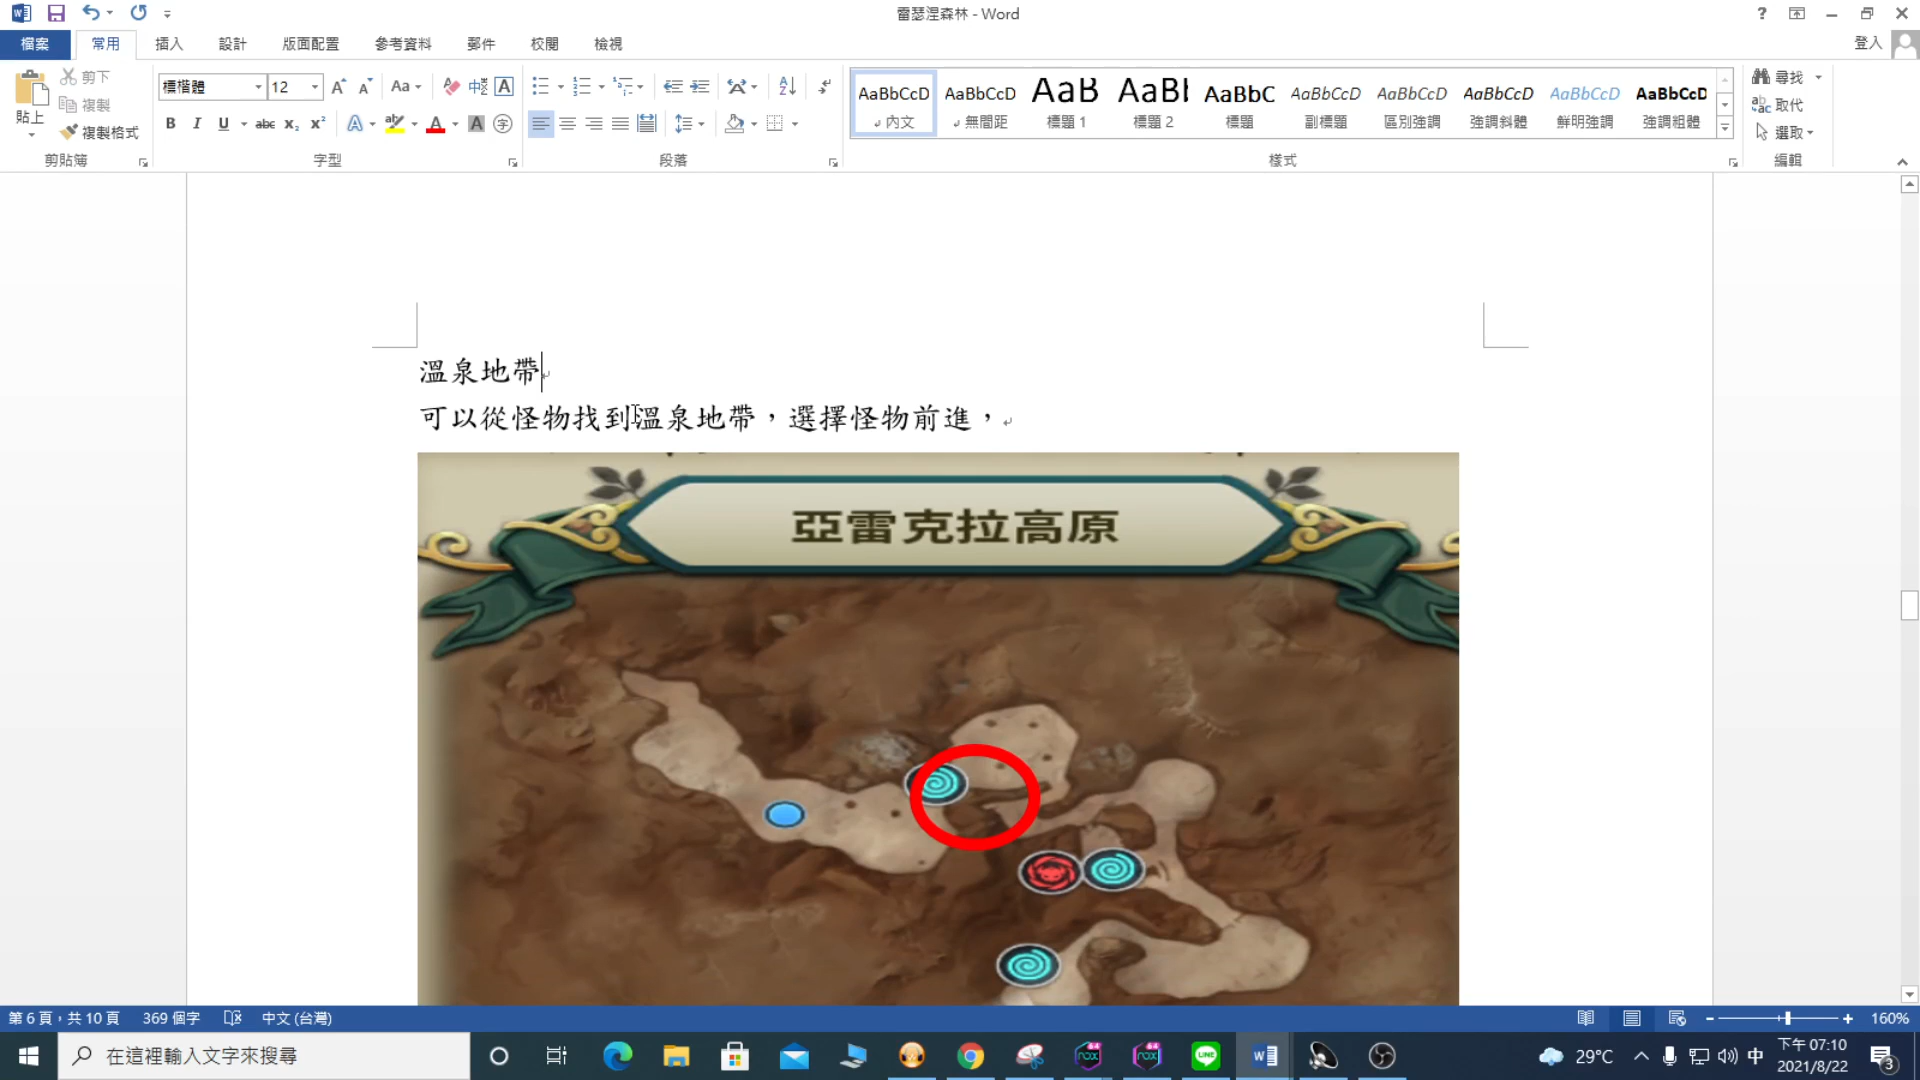 雷瑟涅森林 - Word
檔案 常用 插入 設計 版面配置 參考資料 郵件 校閱 檢視 登入
貼上 剪下 複製 複製格式
標楷體 12
AaBbCcD AaBbCcD AaB AaBb AaBbC AaBbCcD AaBbCcD AaBbCcD AaBbCcD AaBbCcD
內文 無間距 標題 1 標題 2 標題 副標題 區別強調 強調斜體 鮮明強調 強調粗體
尋找 取代 選取
剪貼簿 字型 段落 樣式 編輯
溫泉地帶
可以從怪物找到溫泉地帶，選擇怪物前進，
亞雷克拉高原
第 6 頁，共 10 頁 369 個字 中文 (台灣) 160%
在這裡輸入文字來搜尋
29°C 中 下午 07:10
2021/8/22
3